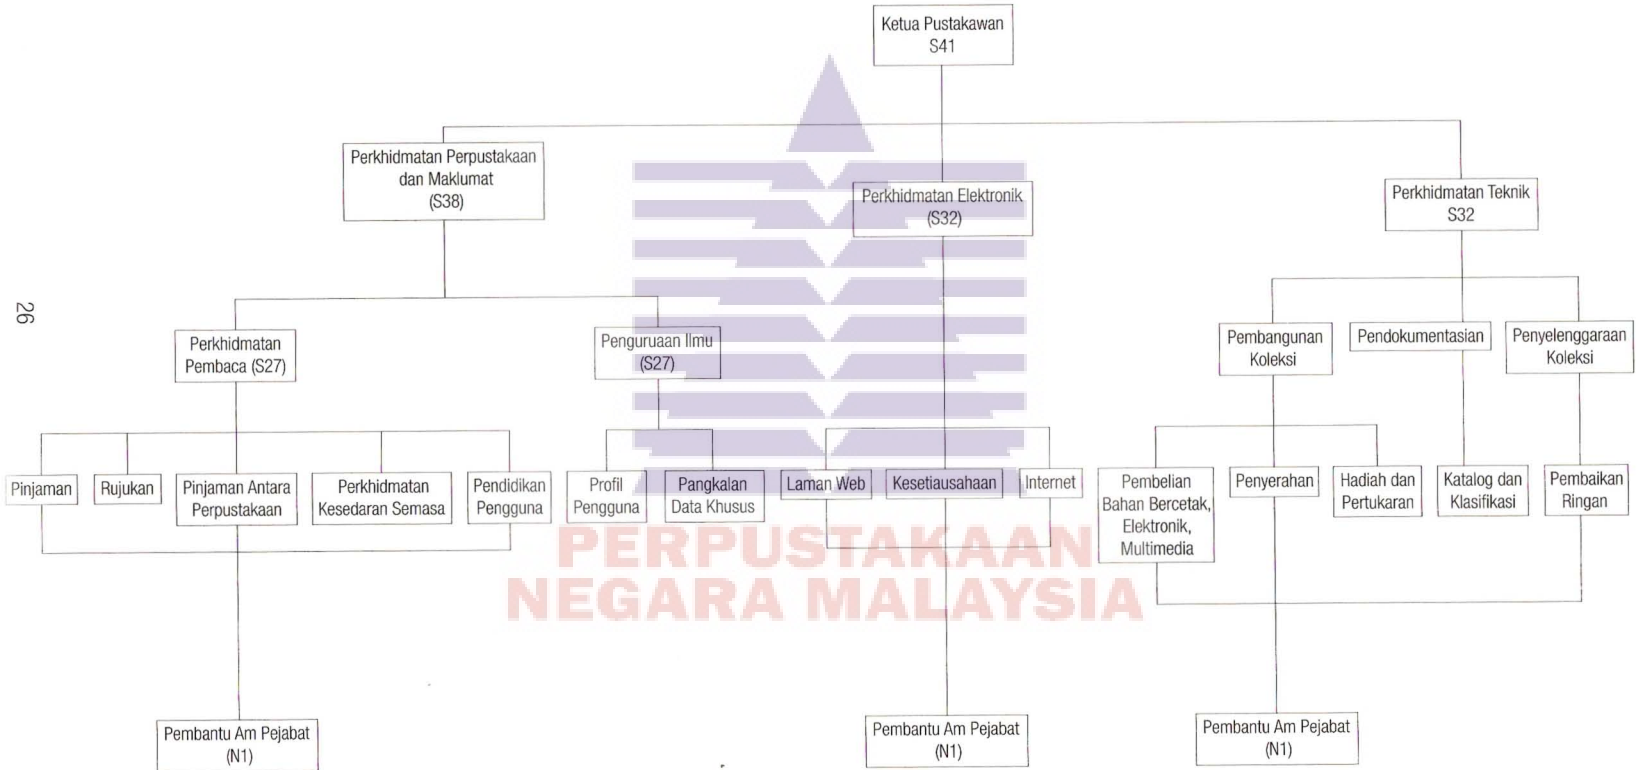 Ketua Pustakawan
S41
Perkhidmatan Perpustakaan
dan Maklumat
(S38)
Perkhidmatan Elektronik
(S32)
Perkhidmatan Teknik
S32
26
Perkhidmatan
Pembaca (S27)
Penguruaan Ilmu
(S27)
Pembangunan
Koleksi
Pendokumentasian
Penyelenggaraan
Koleksi
Pinjaman
Rujukan
Pinjaman Antara
Perpustakaan
Perkhidmatan
Kesedaran Semasa
Pendidikan
Pengguna
Profil
Pengguna
Pangkalan
Data Khusus
Laman Web
Kesetiausahaan
Internet
Pembelian
Bahan Bercetak,
Elektronik,
Multimedia
Penyerahan
Hadiah dan
Pertukaran
Katalog dan
Klasifikasi
Pembaikan
Ringan
PERPUSTAKAAN
NEGARA MALAYSIA
Pembantu Am Pejabat
(N1)
Pembantu Am Pejabat
(N1)
Pembantu Am Pejabat
(N1)